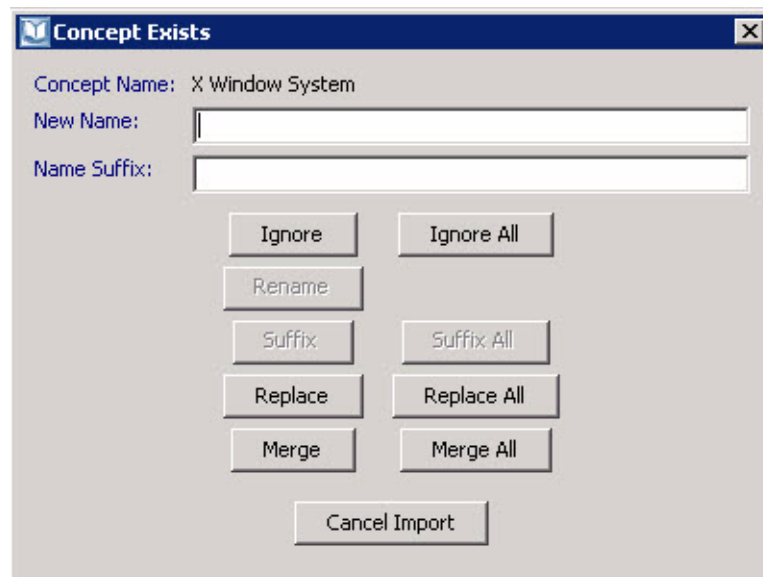 Concept Exists
Concept Name: X Window System
New Name:
Name Suffix:
Ignore Ignore All
Rename
Suffix Suffix All
Replace Replace All
Merge Merge All
Cancel Import